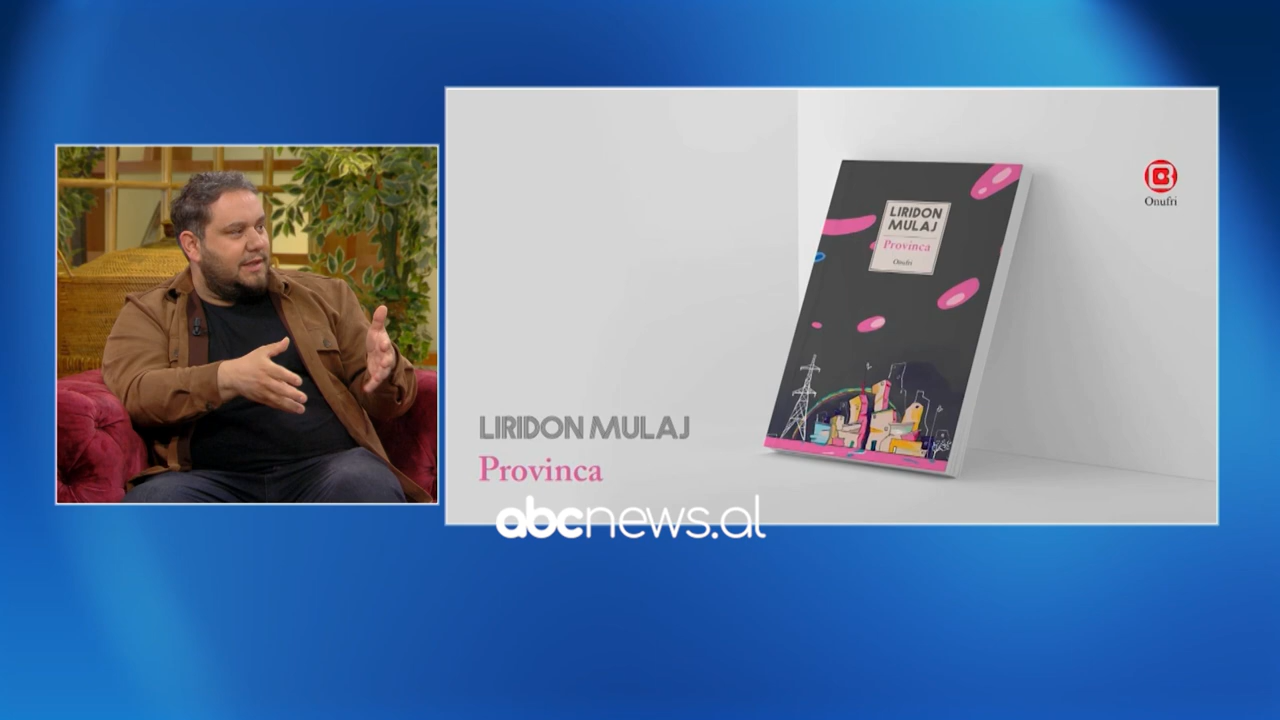 LIRIDON
MULAJ
Provinca
Onufri
Onufri
LIRIDON MULAJ
Provinca
abcnews.al